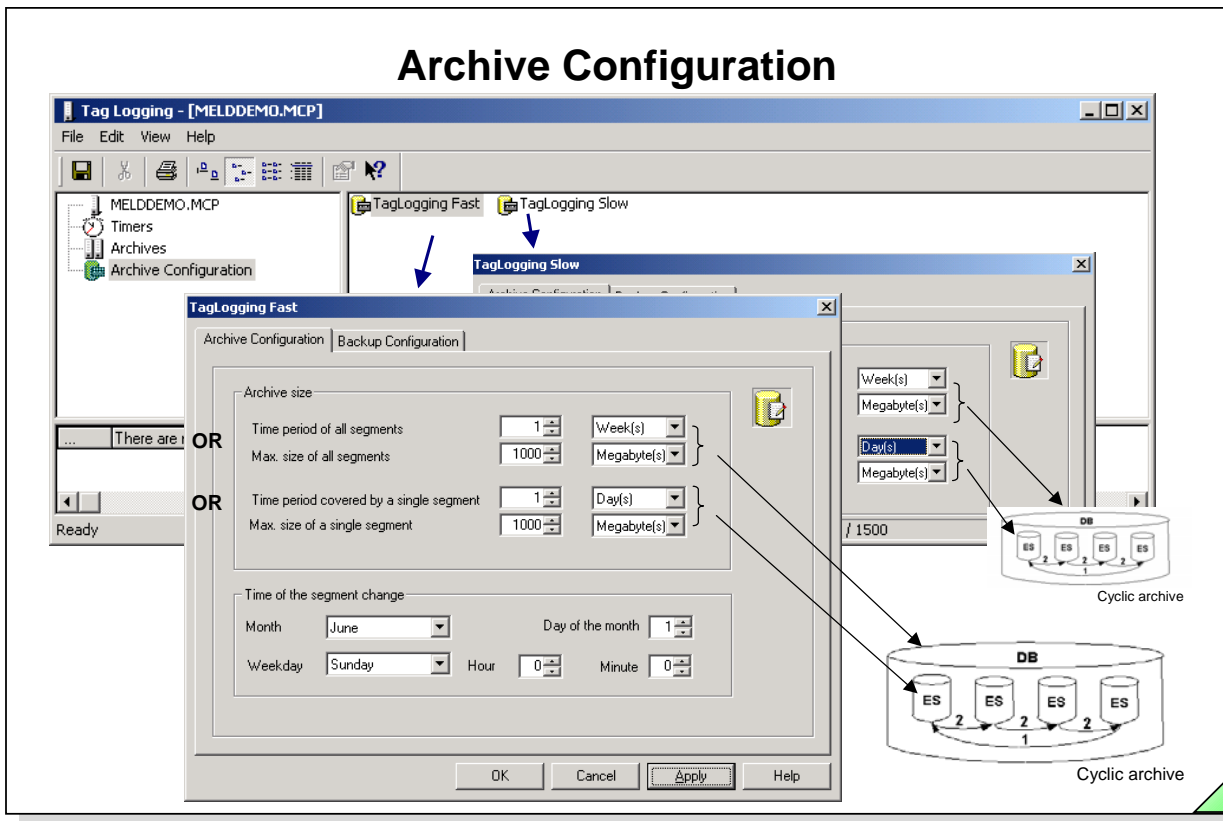 Archive Configuration
Tag Logging - [MELDDEMO.MCP]
File Edit View Help
MELDDEMO.MCP
Timers
Archives
Archive Configuration
TagLogging Fast TagLogging Slow
TagLogging Slow
Week(s)
Megabyte(s)
Day(s)
Megabyte(s)
... There are
Ready
/ 1500
TagLogging Fast
Archive Configuration Backup Configuration
Archive size
OR
Time period of all segments 1 Week(s)
Max. size of all segments 1000 Megabyte(s)
OR
Time period covered by a single segment 1 Day(s)
Max. size of a single segment 1000 Megabyte(s)
Time of the segment change
Month June Day of the month 1
Weekday Sunday Hour 0 Minute 0
OK Cancel Apply Help
DB
ES ES ES ES
2 2 2
1
Cyclic archive
DB
ES ES ES ES
2 2 2
1
Cyclic archive